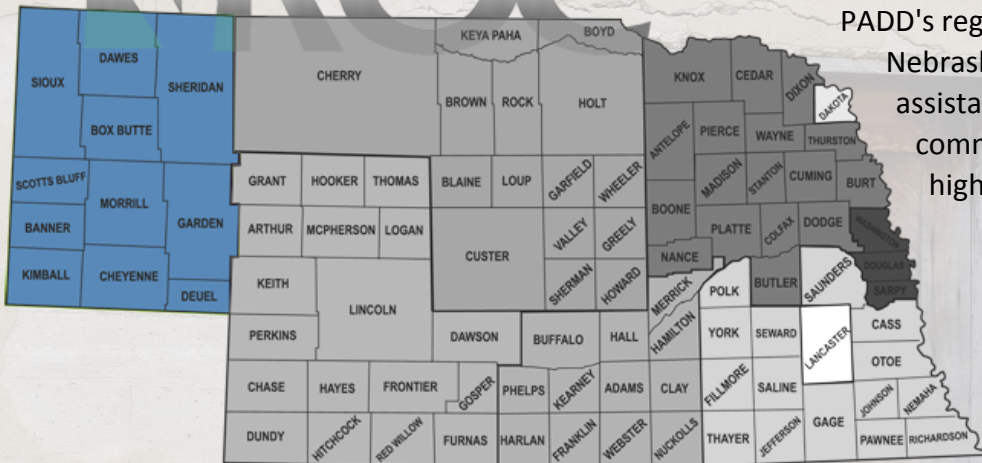 PADD's reg
Nebrask
assista
comm
high
SIOUX
DAWES
SHERIDAN
BOX BUTTE
SCOTTS BLUFF
MORRILL
BANNER
GARDEN
KIMBALL
CHEYENNE
DEUEL
CHERRY
KEYA PAHA
BOYD
BROWN
ROCK
HOLT
GRANT
HOOKER
THOMAS
BLAINE
LOUP
GARFIELD
WHEELER
ARTHUR
MCPHERSON
LOGAN
CUSTER
VALLEY
GREELY
KEITH
LINCOLN
SHERMAN
HOWARD
PERKINS
DAWSON
BUFFALO
HALL
MERRICK
HAMILTON
CHASE
HAYES
FRONTIER
GOSPER
PHELPS
KEARNEY
ADAMS
CLAY
DUNDY
HITCHCOCK
RED WILLOW
FURNAS
HARLAN
FRANKLIN
WEBSTER
NUCKOLLS
KNOX
CEDAR
DIXON
DAKOTA
ANTELOPE
PIERCE
WAYNE
THURSTON
MADISON
STANTON
CUMING
BURT
BOONE
PLATTE
COLFAX
DODGE
WASHINGTON
NANCE
BUTLER
SAUNDERS
DOUGLAS
SARPY
POLK
YORK
SEWARD
LANCASTER
CASS
OTOE
FILLMORE
SALINE
GAGE
JOHNSON
NEMAHA
THAYER
JEFFERSON
PAWNEE
RICHARDSON